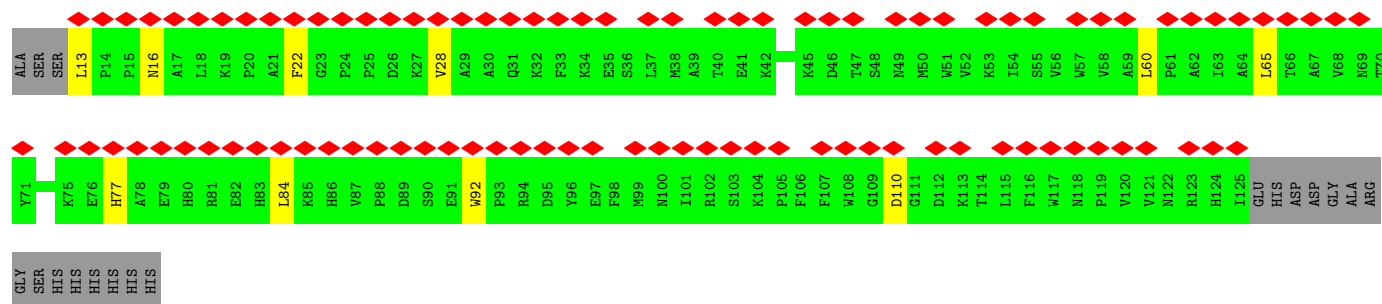 ALA SER SER L13 P14 P15 N16 A17 L18 K19 P20 A21 F22 G23 P24 P25 D26 K27 V28 A29 A30 Q31 K32 F33 K34 E35 S36 L37 M38 A39 T40 E41 K42 K45 D46 T47 S48 N49 M50 W51 V52 K53 I54 S55 V56 W57 V58 A59 L60 P61 A62 I63 A64 L65 T66 A67 V68 N69 T70
Y71 K75 E76 H77 A78 E79 H80 R81 E82 H83 L84 K85 H86 V87 P88 D89 S90 E91 W92 P93 R94 D95 Y96 E97 F98 M99 N100 I101 R102 S103 K104 P105 F106 F107 W108 G109 D110 G111 D112 K113 T114 L115 F116 W117 N118 P119 V120 V121 N122 R123 H124 I125 GLU HIS ASP ASP GLY ALA ARG
GLY SER HIS HIS HIS HIS HIS HIS